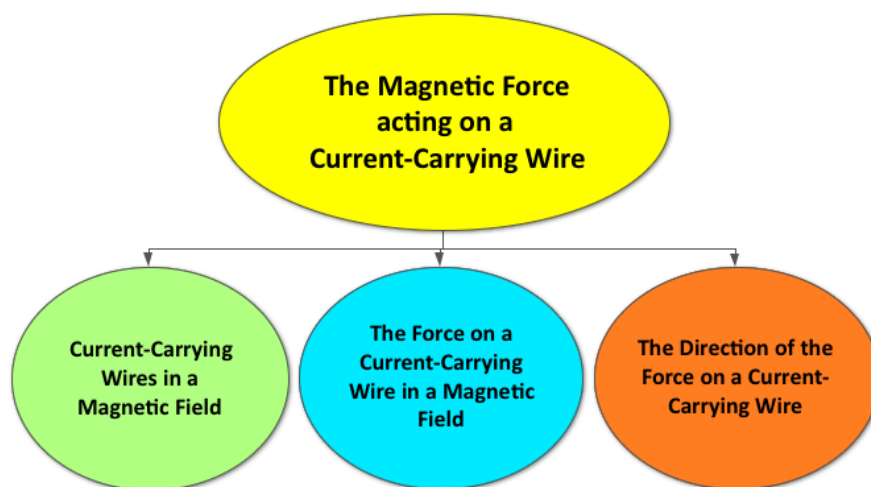 The Magnetic Force
acting on a
Current-Carrying Wire
Current-Carrying
Wires in a
Magnetic Field
The Force on a
Current-Carrying
Wire in a Magnetic
Field
The Direction of the
Force on a Current-
Carrying Wire